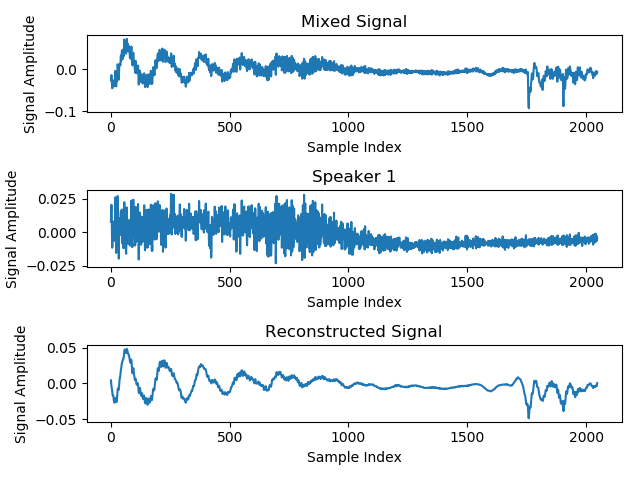 Mixed Signal
Signal Amplitude
0.0
−0.1
0 500 1000 1500 2000
Sample Index
Speaker 1
Signal Amplitude
0.025
0.000
−0.025
0 500 1000 1500 2000
Sample Index
Reconstructed Signal
Signal Amplitude
0.05
0.00
−0.05
0 500 1000 1500 2000
Sample Index